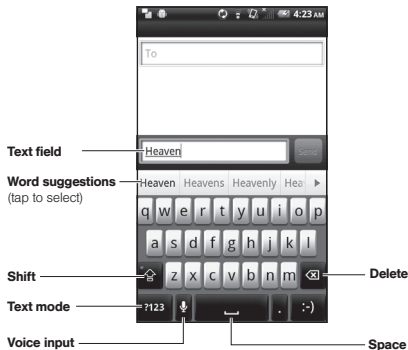 4:23 AM
To
Text field
Heaven
Send
Word suggestions
(tap to select)
Heaven Heavens Heavenly Hea
q w e r t y u i o p
a s d f g h j k l
Shift
z x c v b n m
Delete
Text mode
?123 . :-)
Voice input
Space